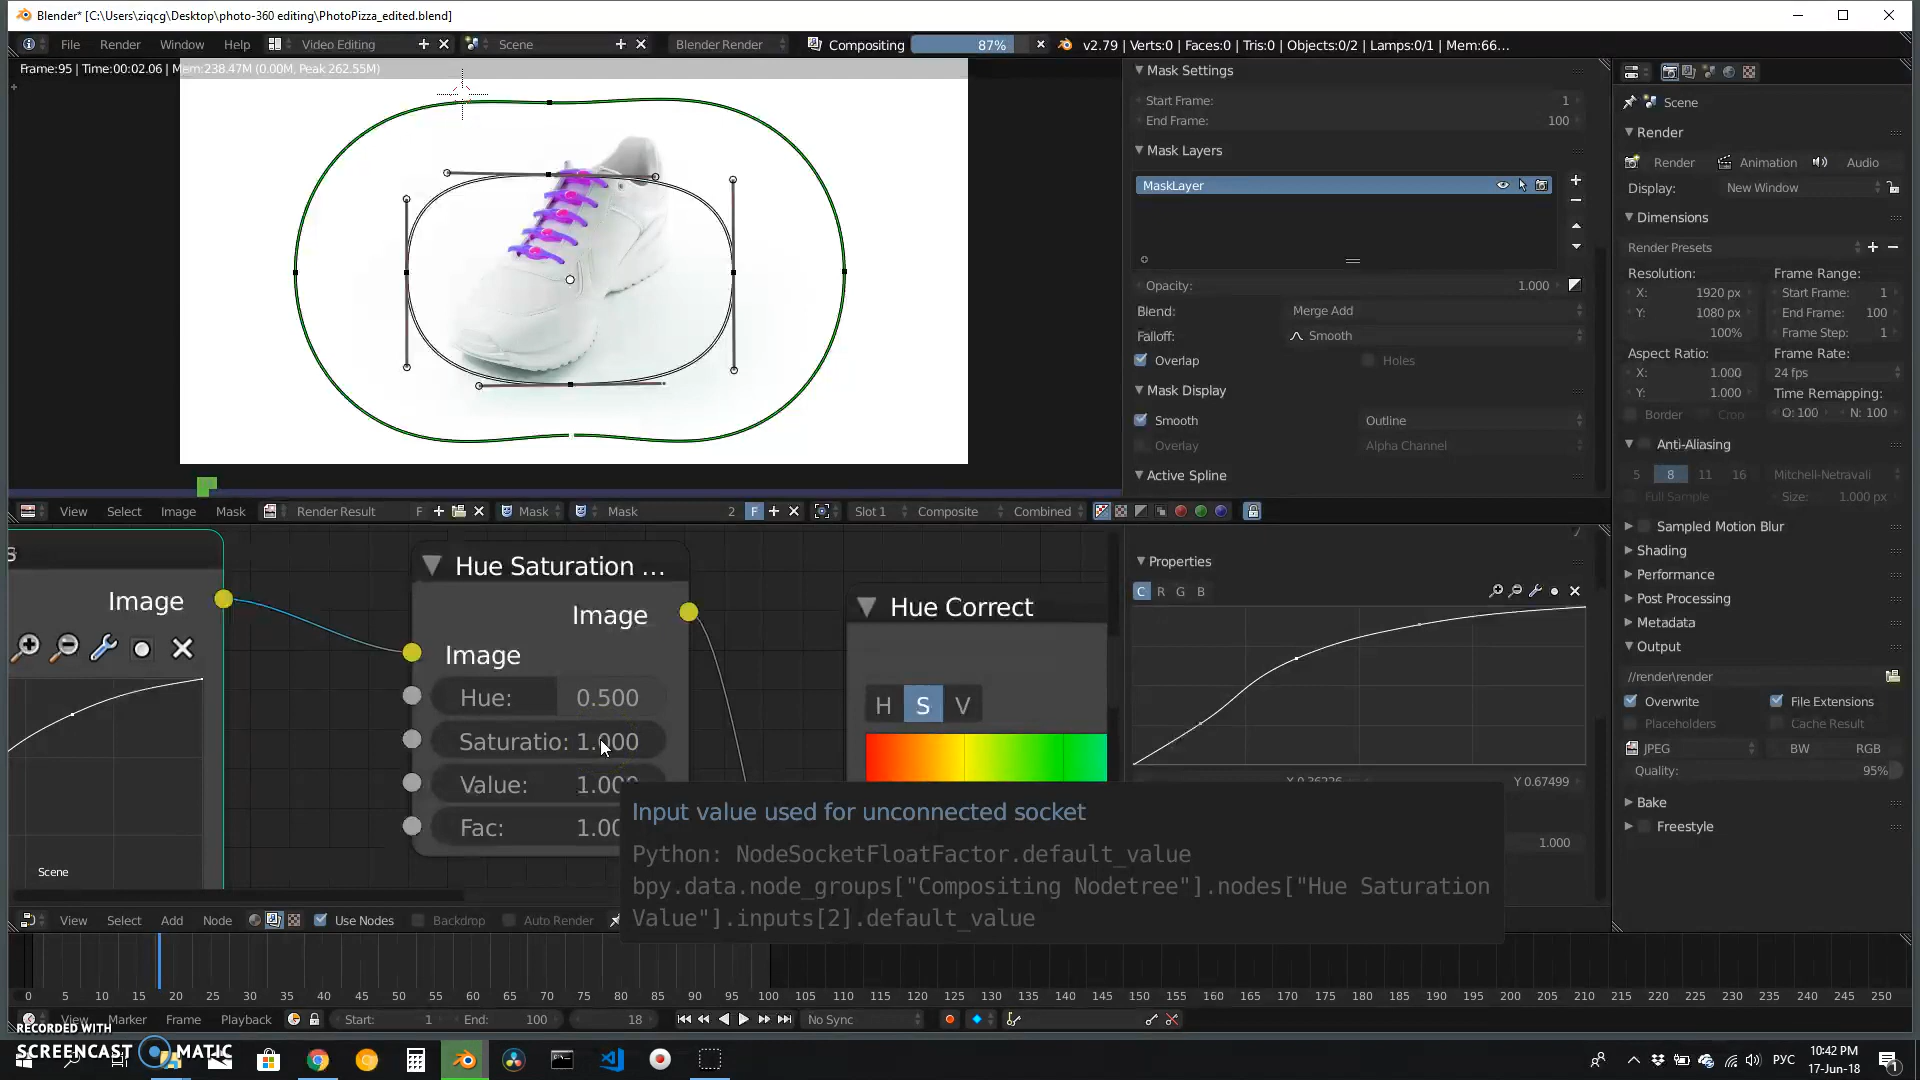 Blender* [C:\Users\ziqcg\Desktop\photo-360 editing\PhotoPizza_edited.blend]
File Render Window Help Video Editing Scene Blender Render Compositing 87% v2.79 | Verts:0 | Faces:0 | Tris:0 | Objects:0/2 | Lamps:0/1 | Mem:66...
Frame:95 | Time:00:02.06 | Mem:238.47M (0.00M, Peak 262.55M)
Mask Settings
Start Frame: 1
End Frame: 100
Mask Layers
MaskLayer
Opacity: 1.000
Blend: Merge Add
Falloff: Smooth
Overlap Holes
Mask Display
Smooth Outline
Overlay Alpha Channel
Active Spline
Scene
Render
Render Animation Audio
Display: New Window
Dimensions
Render Presets
Resolution: Frame Range:
X: 1920 px Start Frame: 1
Y: 1080 px End Frame: 100
100% Frame Step: 1
Aspect Ratio: Frame Rate:
X: 1.000 24 fps
Y: 1.000 Time Remapping:
Border Crop O: 100 N: 100
Anti-Aliasing
5 8 11 16 Mitchell-Netravali
Full Sample Size: 1.000 px
Sampled Motion Blur
Shading
Performance
Post Processing
Metadata
Output
//render\render
Overwrite File Extensions
Placeholders Cache Result
JPEG BW RGB
Quality: 95%
Bake
Freestyle
View Select Image Mask Render Result F Mask Mask 2 F Slot 1 Composite Combined
Image
Hue Saturation ...
Image
Image
Hue: 0.500
Saturatio: 1.000
Value: 1.000
Fac: 1.00
Hue Correct
H S V
Scene
Properties
C R G B
X 0.36226 Y 0.67499
1.000
Input value used for unconnected socket
Python: NodeSocketFloatFactor.default_value
bpy.data.node_groups["Compositing Nodetree"].nodes["Hue Saturation
Value"].inputs[2].default_value
View Select Add Node Use Nodes Backdrop Auto Render
0 5 10 15 20 25 30 35 40 45 50 55 60 65 70 75 80 85 90 95 100 105 110 115 120 125 130 135 140 145 150 155 160 165 170 175 180 185 190 195 200 205 210 215 220 225 230 235 240 245 250
View Marker Frame Playback Start: 1 End: 100 18 No Sync
RECORDED WITH
SCREENCAST MATIC
РУС
10:42 PM
17-Jun-18
1